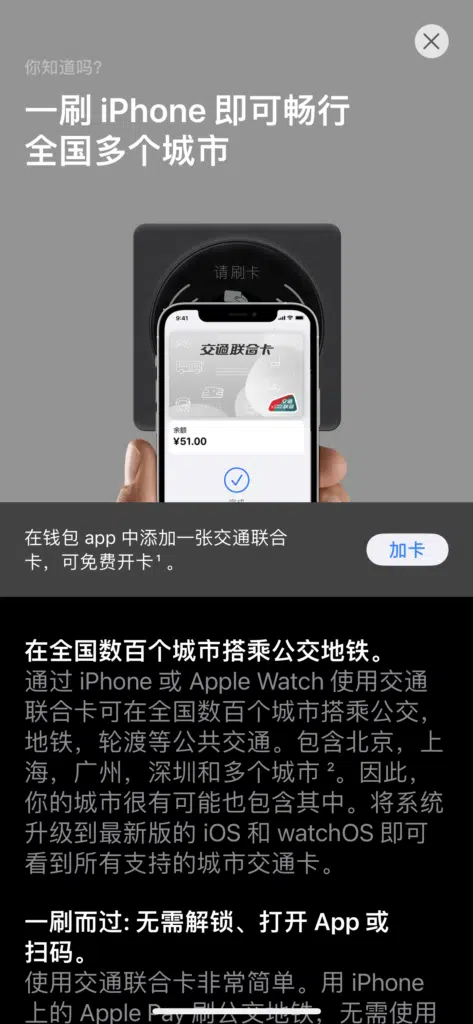 你知道吗?
一刷 iPhone 即可畅行
全国多个城市
请刷卡
9:41
交通联合卡
交通
联合
余额
¥51.00
完成
在钱包 app 中添加一张交通联合
卡，可免费开卡¹。
加卡
在全国数百个城市搭乘公交地铁。
通过 iPhone 或 Apple Watch 使用交通
联合卡可在全国数百个城市搭乘公交，
地铁，轮渡等公共交通。包含北京，上
海，广州，深圳和多个城市 ²。因此，
你的城市很有可能也包含其中。将系统
升级到最新版的 iOS 和 watchOS 即可
看到所有支持的城市交通卡。
一刷而过: 无需解锁、打开 App 或
扫码。
使用交通联合卡非常简单。用 iPhone
上的 Apple Pay 刷公交地铁，无需使用